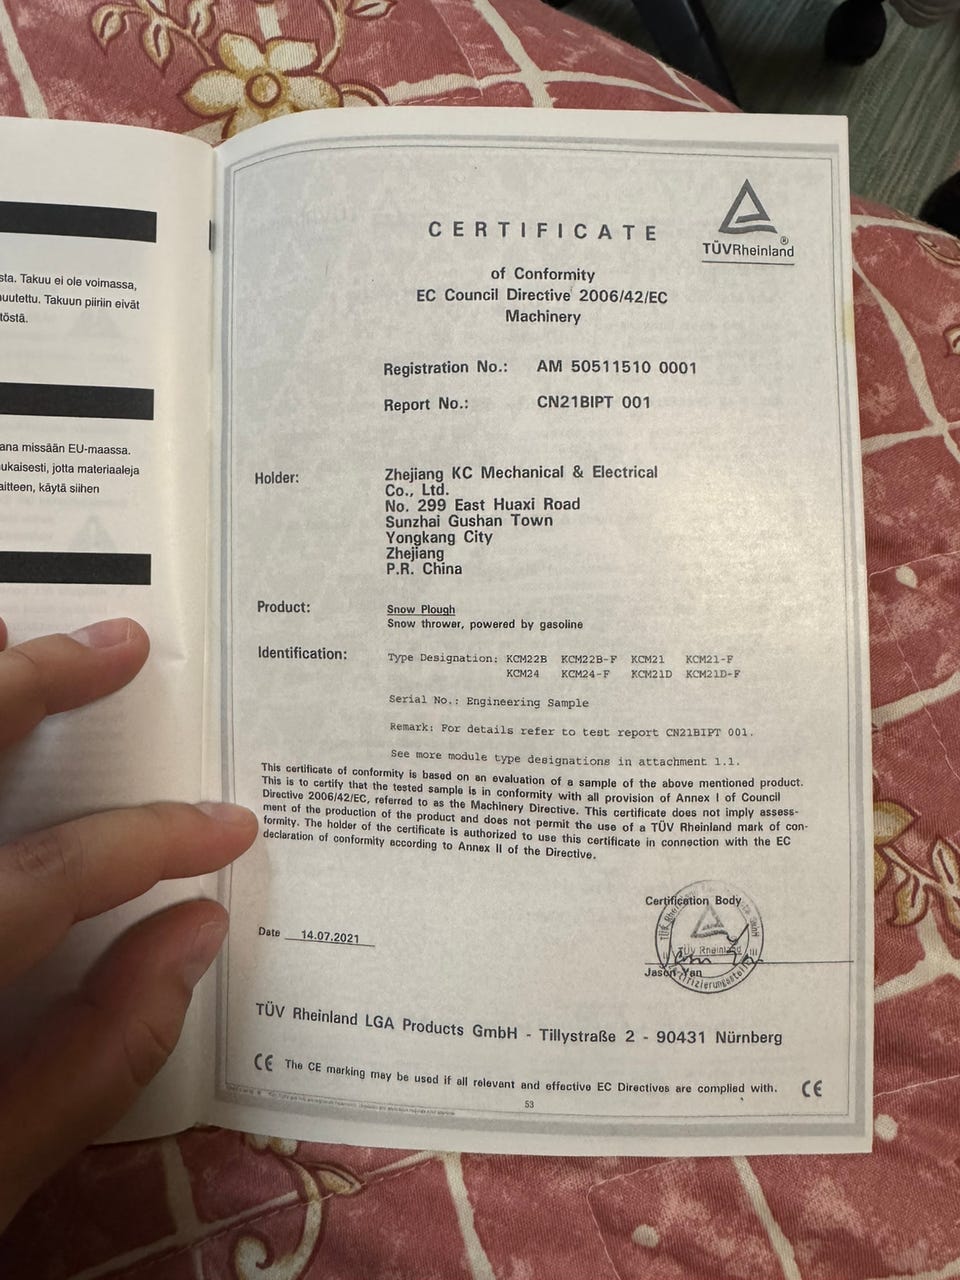 sta. Takuu ei ole voimassa,
uutettu. Takuun piiriin eivät
töstä.
ana missään EU-maassa.
ukaisesti, jotta materiaaleja
aitteen, käytä siihen
TÜVRheinland®
CERTIFICATE
of Conformity
EC Council Directive 2006/42/EC
Machinery
Registration No.: AM 50511510 0001
Report No.: CN21BIPT 001
Holder: Zhejiang KC Mechanical & Electrical
Co., Ltd.
No. 299 East Huaxi Road
Sunzhai Gushan Town
Yongkang City
Zhejiang
P.R. China
Product: Snow Plough
Snow thrower, powered by gasoline
Identification: Type Designation: KCM22B KCM22B-F KCM21 KCM21-F
KCM24 KCM24-F KCM21D KCM21D-F
Serial No.: Engineering Sample
Remark: For details refer to test report CN21BIPT 001.
See more module type designations in attachment 1.1.
This certificate of conformity is based on an evaluation of a sample of the above mentioned product.
This is to certify that the tested sample is in conformity with all provision of Annex I of Council
Directive 2006/42/EC, referred to as the Machinery Directive. This certificate does not imply assess-
ment of the production of the product and does not permit the use of a TÜV Rheinland mark of con-
formity. The holder of the certificate is authorized to use this certificate in connection with the EC
declaration of conformity according to Annex II of the Directive.
Certification Body
TÜV Rheinland
Zertifizierungsstelle
Date 14.07.2021
Jason Yan
TÜV Rheinland LGA Products GmbH - Tillystraße 2 - 90431 Nürnberg
CE The CE marking may be used if all relevant and effective EC Directives are complied with. CE
53